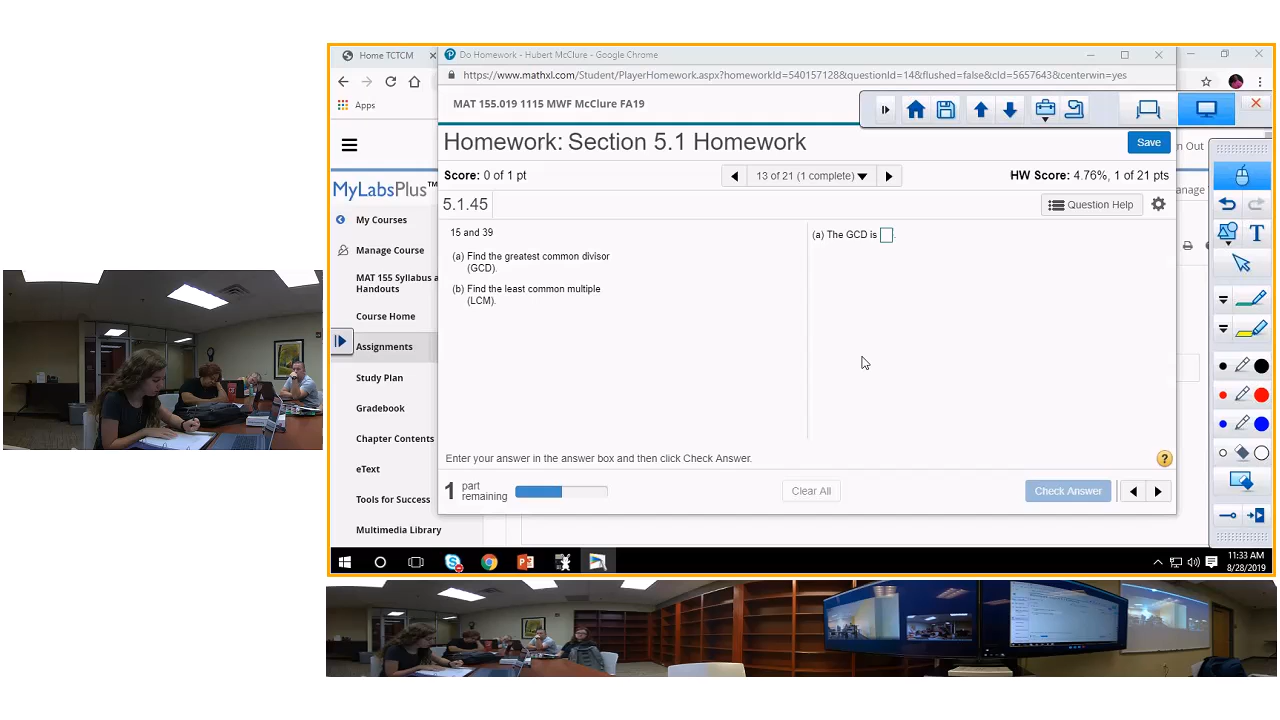 Home TCTCM
Do Homework - Hubert McClure - Google Chrome
https://www.mathxl.com/Student/PlayerHomework.aspx?homeworkId=540157128&questionId=14&flushed=false&cId=5657643&centerwin=yes
Apps
MAT 155.019 1115 MWF McClure FA19
Homework: Section 5.1 Homework
Save
n Out
Score: 0 of 1 pt
13 of 21 (1 complete)
HW Score: 4.76%, 1 of 21 pts
MyLabsPlus™
anage
5.1.45
Question Help
My Courses
Manage Course
MAT 155 Syllabus a
Handouts
Course Home
Assignments
Study Plan
Gradebook
Chapter Contents
eText
Tools for Success
Multimedia Library
15 and 39
(a) Find the greatest common divisor
(GCD).
(b) Find the least common multiple
(LCM).
(a) The GCD is
T
Enter your answer in the answer box and then click Check Answer.
?
1 part
remaining
Clear All
Check Answer
11:33 AM
8/28/2019